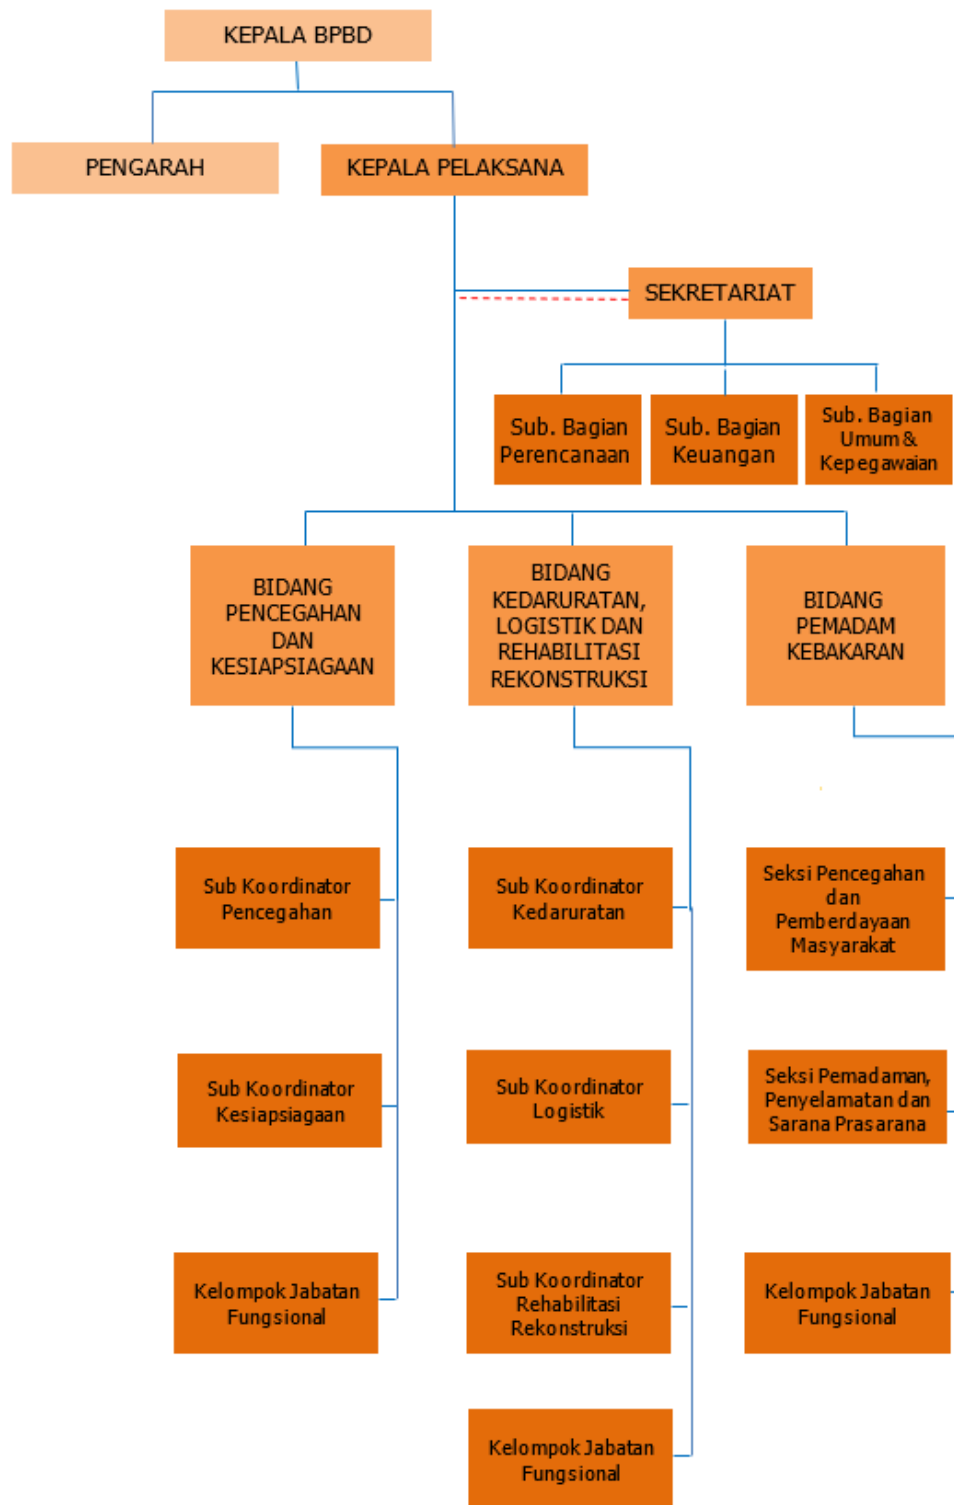 KEPALA BPBD
PENGARAH
KEPALA PELAKSANA
SEKRETARIAT
Sub. Bagian
Perencanaan
Sub. Bagian
Keuangan
Sub. Bagian
Umum &
Kepegawaian
BIDANG
PENCEGAHAN
DAN
KESIAPSIAGAAN
BIDANG
KEDARURATAN,
LOGISTIK DAN
REHABILITASI
REKONSTRUKSI
BIDANG
PEMADAM
KEBAKARAN
Sub Koordinator
Pencegahan
Sub Koordinator
Kedaruratan
Seksi Pencegahan
dan
Pemberdayaan
Masyarakat
Sub Koordinator
Kesiapsiagaan
Sub Koordinator
Logistik
Seksi Pemadaman,
Penyelamatan dan
Sarana Prasarana
Kelompok Jabatan
Fungsional
Sub Koordinator
Rehabilitasi
Rekonstruksi
Kelompok Jabatan
Fungsional
Kelompok Jabatan
Fungsional